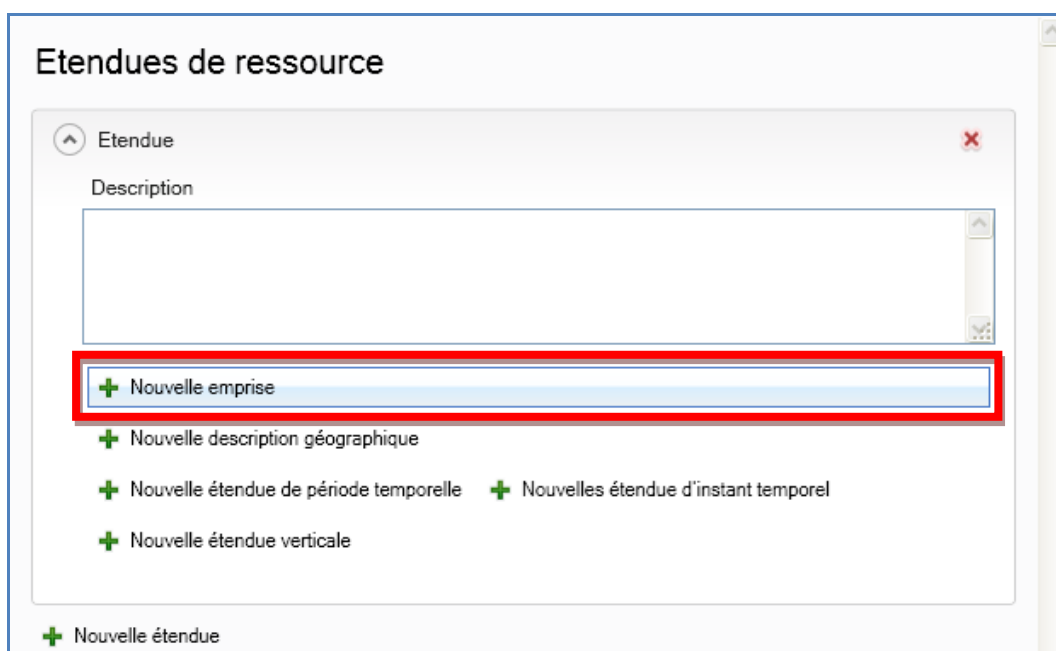 Etendues de ressource
Etendue
Description
Nouvelle emprise
Nouvelle description géographique
Nouvelle étendue de période temporelle Nouvelles étendue d'instant temporel
Nouvelle étendue verticale
Nouvelle étendue